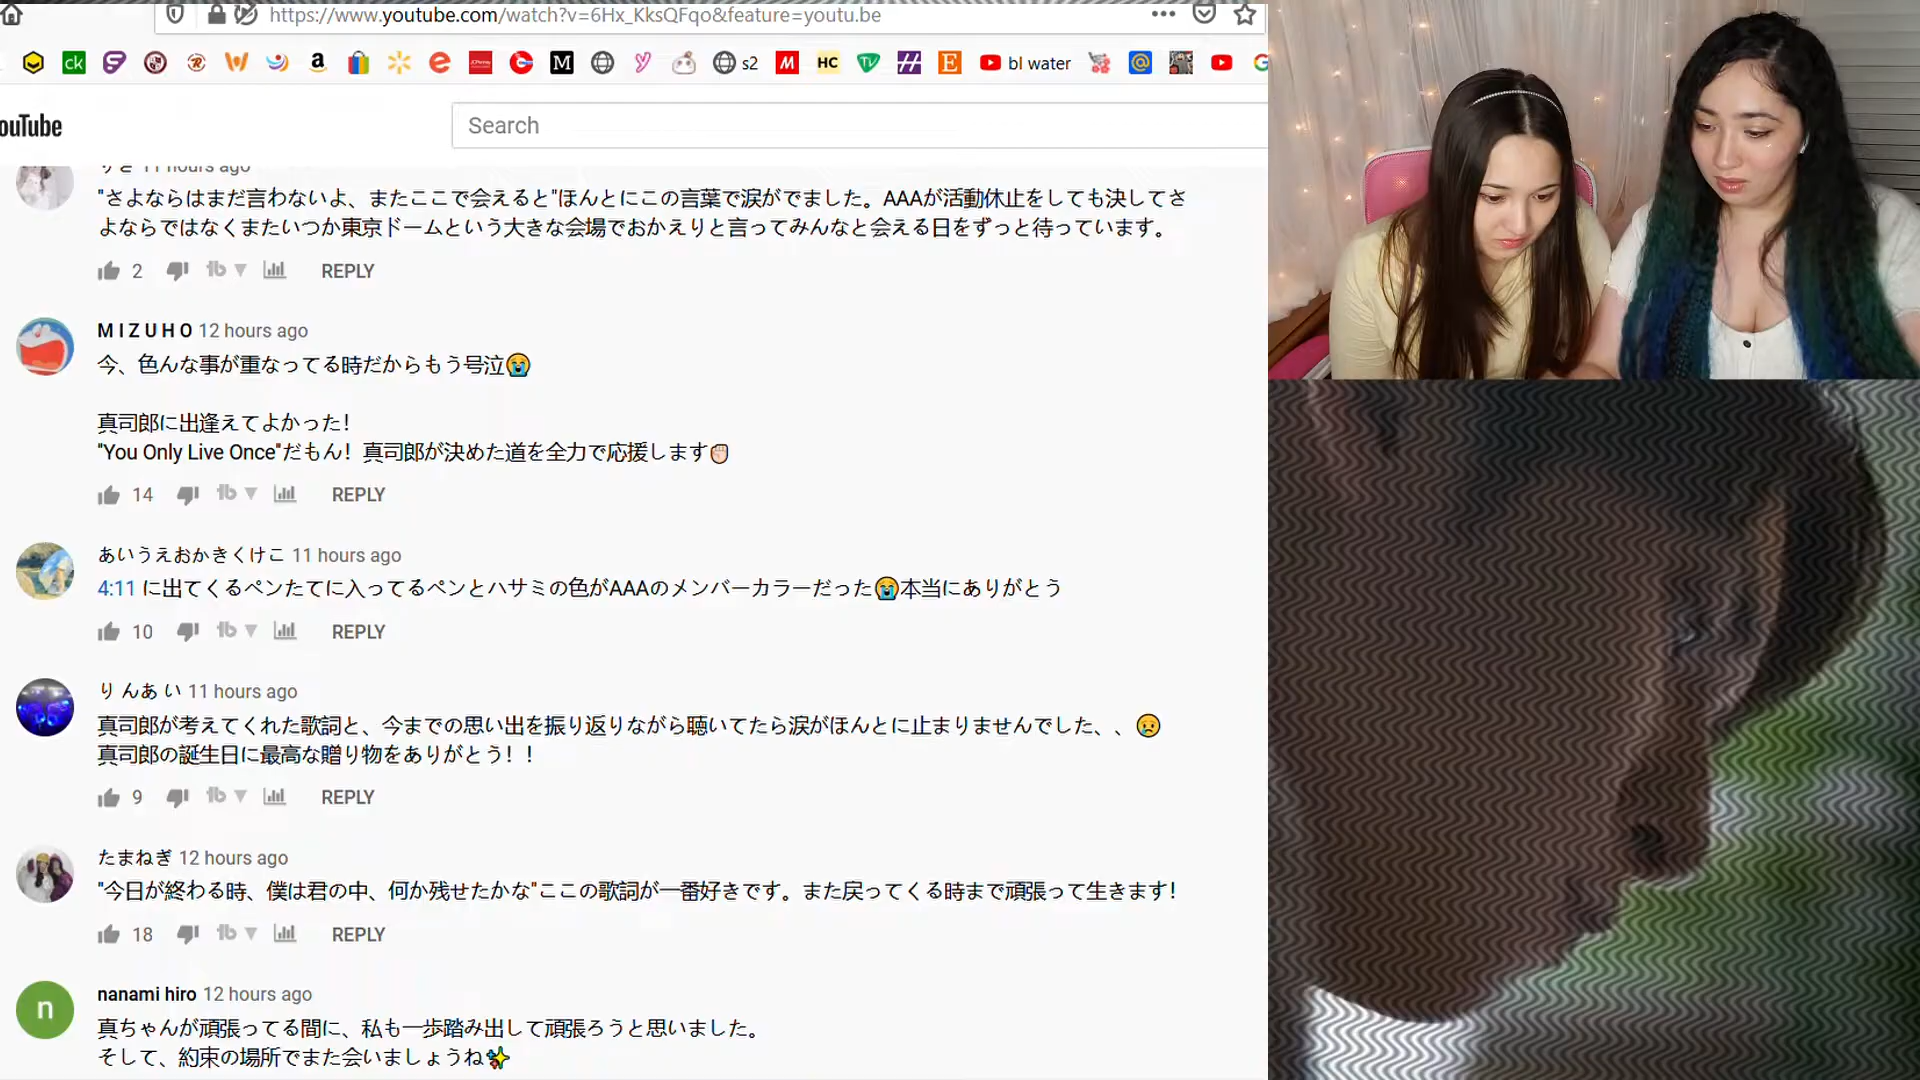 https://www.youtube.com/watch?v=6Hx_KksQFqo&feature=youtu.be
ck
a
M
s2
M
HC
TV
E
bl water
ouTube
Search
11 hours ago
"さよならはまだ言わないよ、またここで会えると"ほんとにこの言葉で涙がでました。AAAが活動休止をしても決してさ
よならではなくまたいつか東京ドームという大きな会場でおかえりと言ってみんなと会える日をずっと待っています。
2 REPLY
M I Z U H O 12 hours ago
今、色んな事が重なってる時だからもう号泣😭
真司郎に出逢えてよかった！
"You Only Live Once"だもん！真司郎が決めた道を全力で応援します✊🏻
14 REPLY
あいうえおかきくけこ 11 hours ago
4:11 に出てくるペンたてに入ってるペンとハサミの色がAAAのメンバーカラーだった😭本当にありがとう
10 REPLY
りんあい 11 hours ago
真司郎が考えてくれた歌詞と、今までの思い出を振り返りながら聴いてたら涙がほんとに止まりませんでした、、😢
真司郎の誕生日に最高な贈り物をありがとう！！
9 REPLY
たまねぎ 12 hours ago
"今日が終わる時、僕は君の中、何か残せたかな"ここの歌詞が一番好きです。また戻ってくる時まで頑張って生きます！
18 REPLY
n
nanami hiro 12 hours ago
真ちゃんが頑張ってる間に、私も一歩踏み出して頑張ろうと思いました。
そして、約束の場所でまた会いましょうね✨